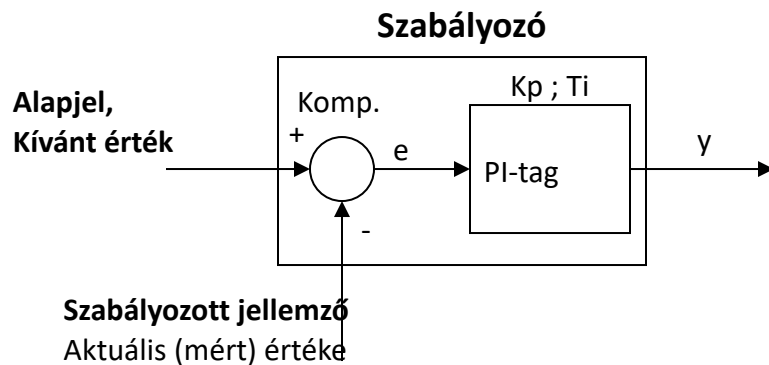 Szabályozó
Kp ; Ti
Alapjel,
Kívánt érték
Komp.
+
e
PI-tag
y
-
Szabályozott jellemző
Aktuális (mért) értéke